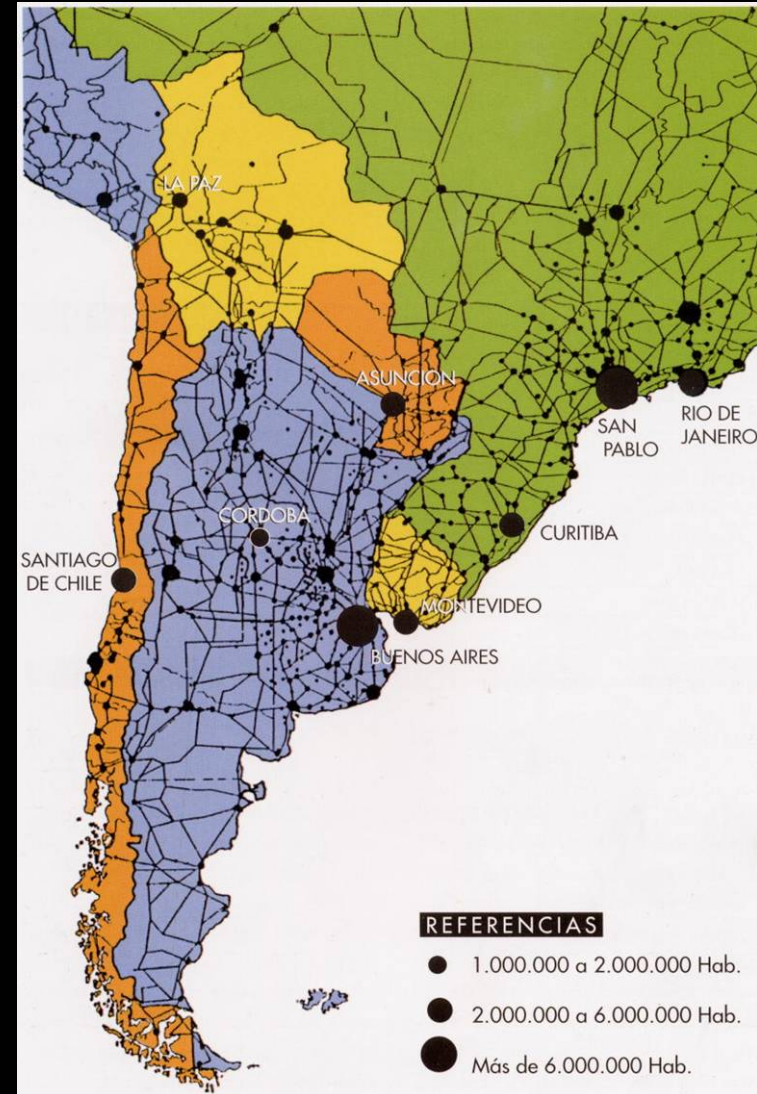 LA PAZ
ASUNCION
SAN
PABLO
RIO DE
JANEIRO
CORDOBA
CURITIBA
SANTIAGO
DE CHILE
MONTEVIDEO
BUENOS AIRES
REFERENCIAS
1.000.000 a 2.000.000 Hab.
2.000.000 a 6.000.000 Hab.
Más de 6.000.000 Hab.